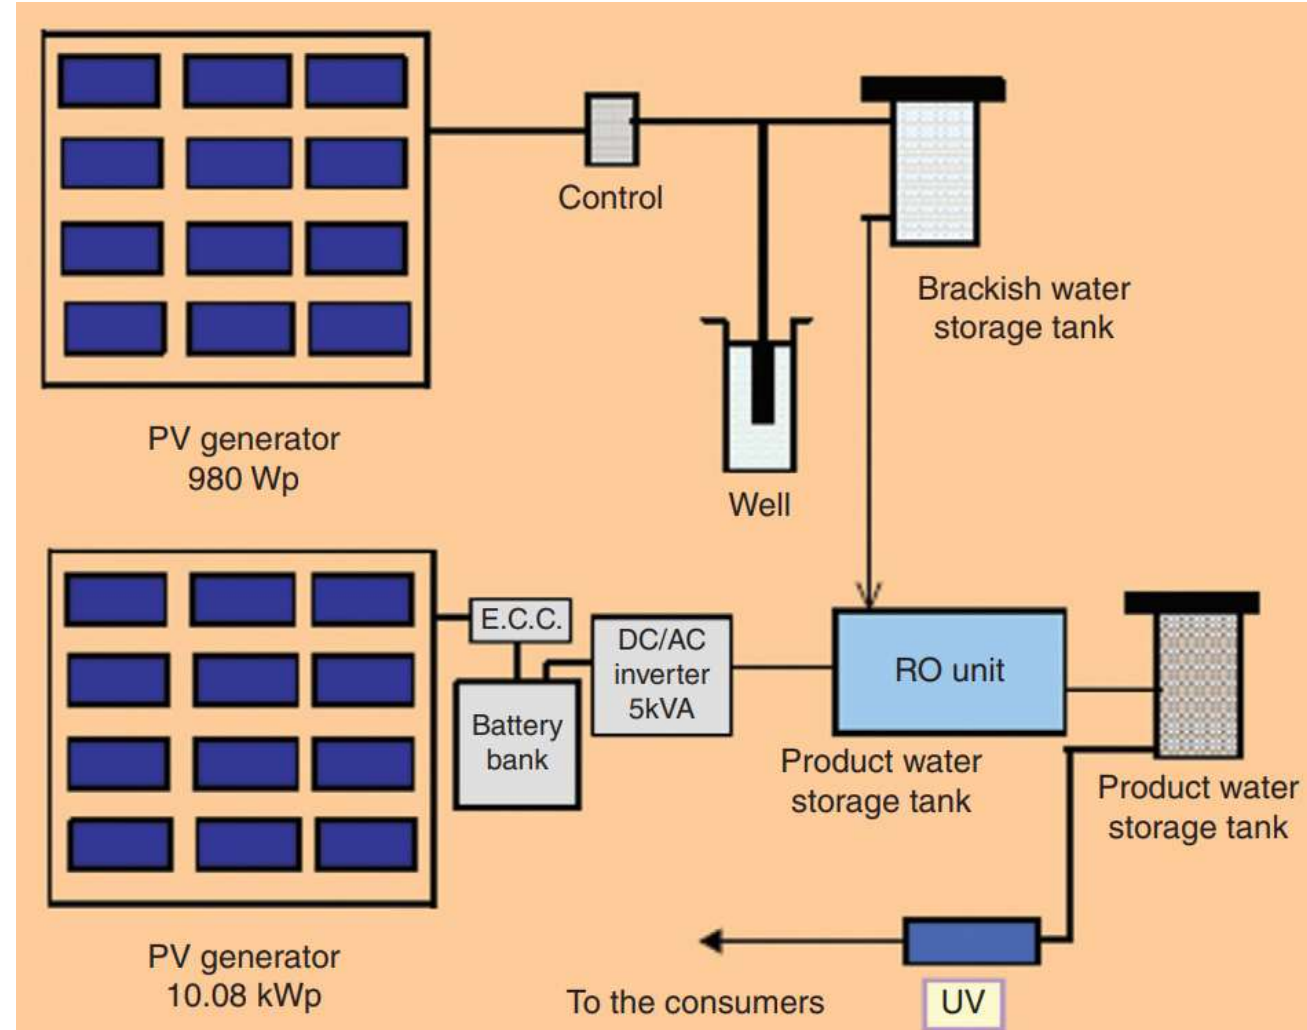 Control
Brackish water
storage tank
PV generator
980 Wp
Well
E.C.C.
DC/AC
inverter
5kVA
Battery
bank
RO unit
Product water
storage tank
Product water
storage tank
PV generator
10.08 kWp
To the consumers
UV